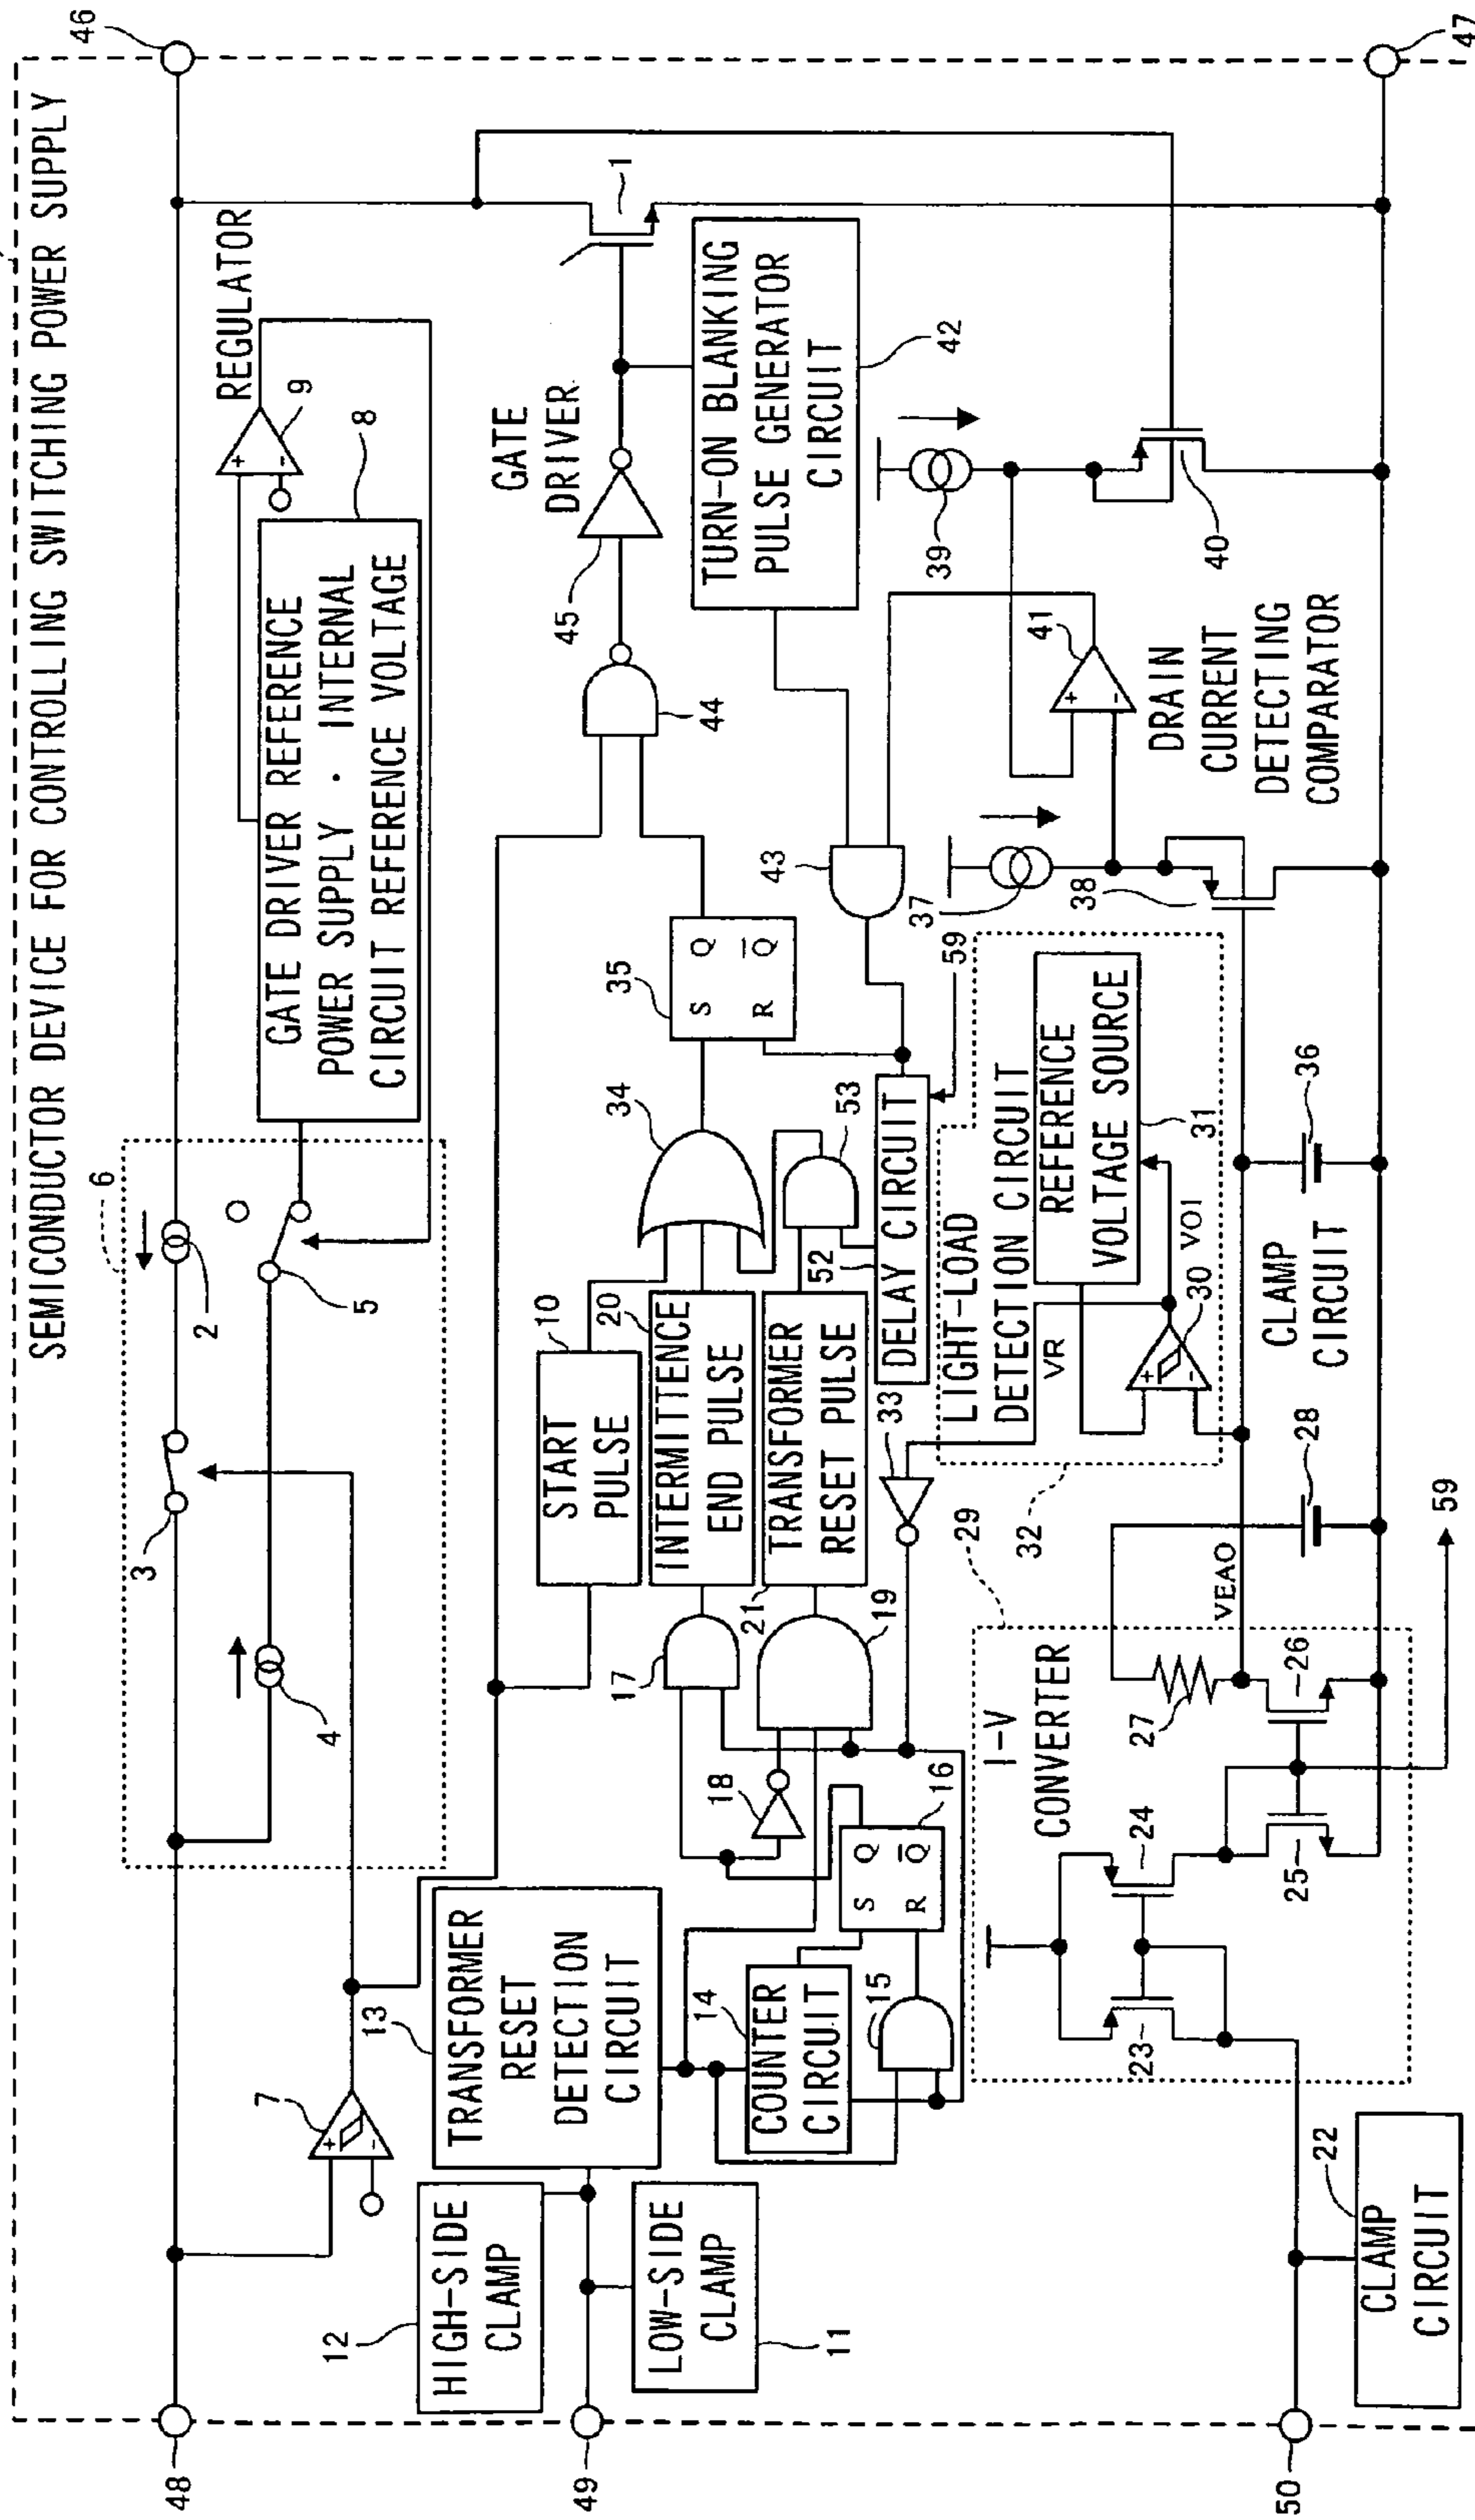 SEMICONDUCTOR DEVICE FOR CONTROLLING SWITCHING POWER SUPPLY
46
47
48
49
50
6
3
2
4
5
7
REGULATOR
9
8
GATE DRIVER REFERENCE
POWER SUPPLY · INTERNAL
CIRCUIT REFERENCE VOLTAGE
+
-
+
-
12
HIGH-SIDE
CLAMP
LOW-SIDE
CLAMP
11
13
TRANSFORMER
RESET
DETECTION
CIRCUIT
14
COUNTER
CIRCUIT
15
16
S Q
R Q
17
18
19
10
START
PULSE
20
INTERMITTENCE
END PULSE
21
TRANSFORMER
RESET PULSE
34
53
52
DELAY CIRCUIT
59
33
35
S Q
R Q
43
44
45
GATE
DRIVER
1
TURN-ON BLANKING
PULSE GENERATOR
CIRCUIT
42
39
40
41
+
-
DRAIN
CURRENT
DETECTING
COMPARATOR
37
38
LIGHT-LOAD
DETECTION CIRCUIT
REFERENCE
VOLTAGE SOURCE
31
VR
VO1
30
+
-
32
36
CLAMP
CIRCUIT
28
29
I-V
CONVERTER
VEAO
27
26
25
24
23
59
22
CLAMP
CIRCUIT